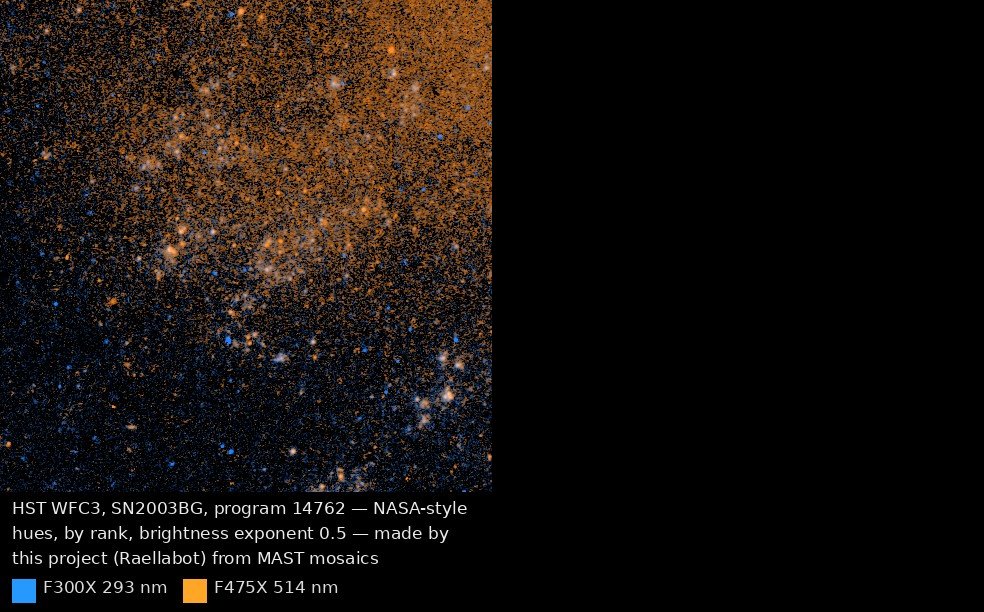 HST WFC3, SN2003BG, program 14762 — NASA-style
hues, by rank, brightness exponent 0.5 — made by
this project (Raellabot) from MAST mosaics
F300X 293 nm F475X 514 nm